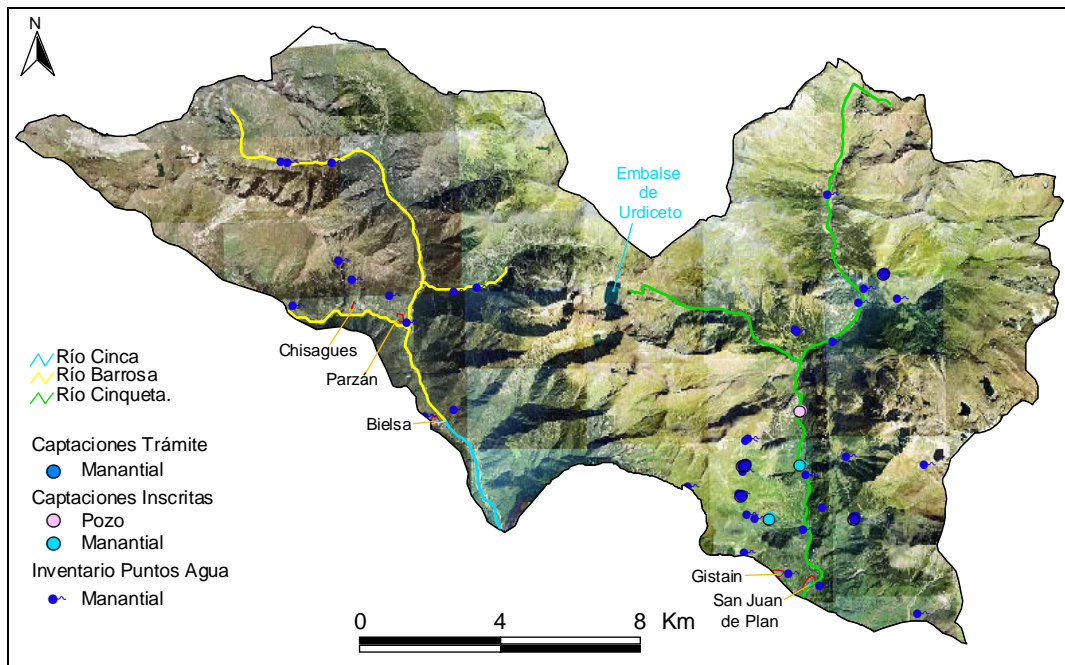 N
Embalse
de
Urdiceto
Chisagues
Parzán
Bielsa
Gistain
San Juan
de Plan
Río Cinca
Río Barrosa
Río Cinqueta.
Captaciones Trámite
Manantial
Captaciones Inscritas
Pozo
Manantial
Inventario Puntos Agua
Manantial
0 4 8 Km